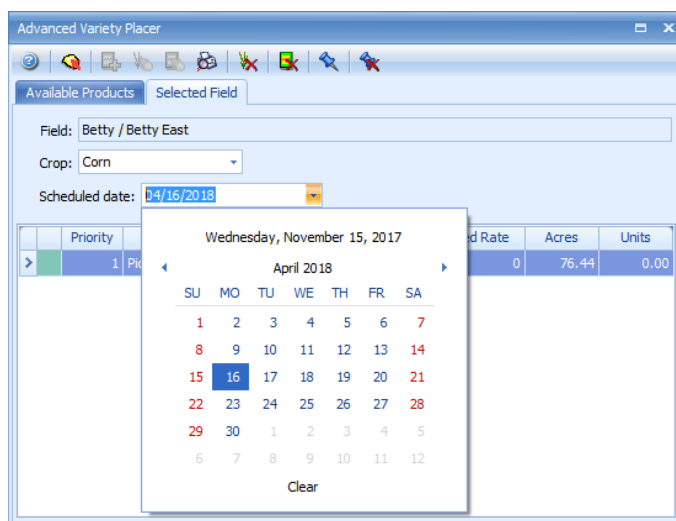 Advanced Variety Placer
Available Products Selected Field
Field: Betty / Betty East
Crop: Corn
Scheduled date: 04/16/2018
Priority Rate Acres Units
1 0 76.44 0.00
Wednesday, November 15, 2017
April 2018
SU MO TU WE TH FR SA
1 2 3 4 5 6 7
8 9 10 11 12 13 14
15 16 17 18 19 20 21
22 23 24 25 26 27 28
29 30 1 2 3 4 5
6 7 8 9 10 11 12
Clear